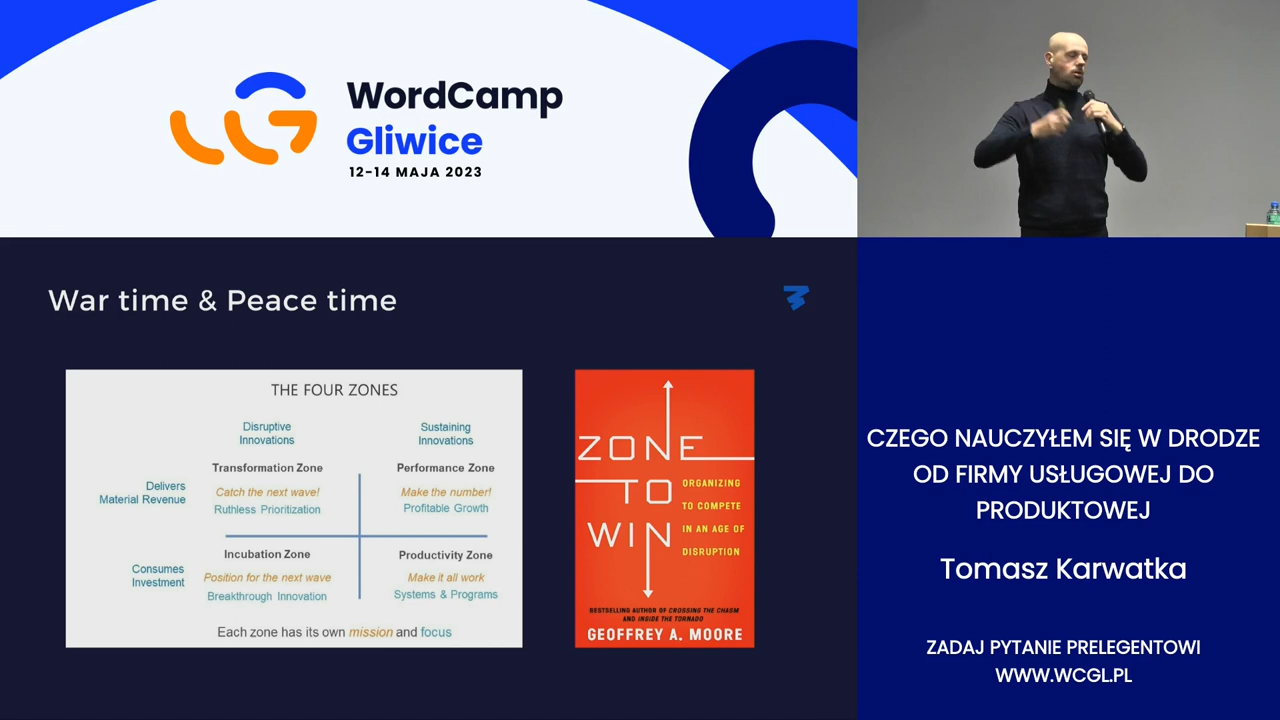 WordCamp
Gliwice
12-14 MAJA 2023
War time & Peace time
THE FOUR ZONES
Disruptive
Innovations
Sustaining
Innovations
Transformation Zone
Performance Zone
Delivers
Material Revenue
Catch the next wave!
Make the number!
Ruthless Prioritization
Profitable Growth
Incubation Zone
Productivity Zone
Consumes
Investment
Position for the next wave
Make it all work
Breakthrough Innovation
Systems & Programs
Each zone has its own mission and focus
ZONE
TO
WIN
ORGANIZING
TO COMPETE
IN AN AGE OF
DISRUPTION
BESTSELLING AUTHOR OF CROSSING THE CHASM
AND INSIDE THE TORNADO
GEOFFREY A. MOORE
CZEGO NAUCZYŁEM SIĘ W DRODZE
OD FIRMY USŁUGOWEJ DO
PRODUKTOWEJ
Tomasz Karwatka
ZADAJ PYTANIE PRELEGENTOWI
WWW.WCGL.PL